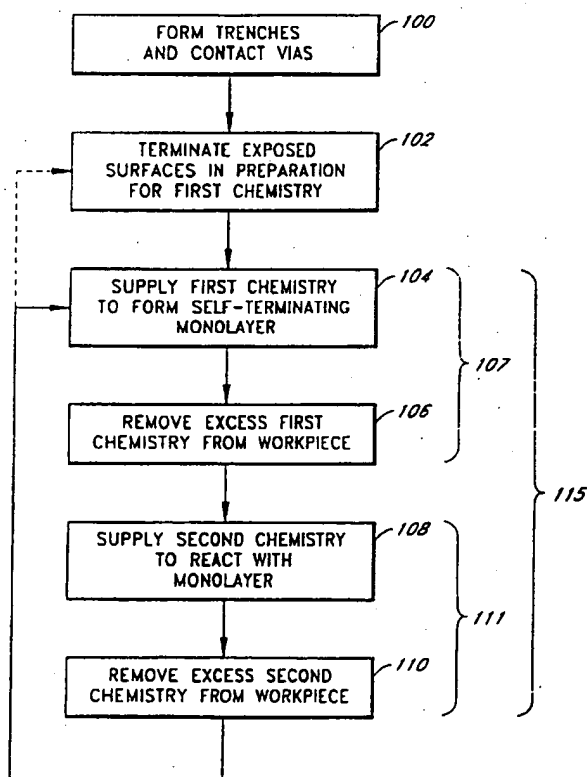 FORM TRENCHES
AND CONTACT VIAS
100
TERMINATE EXPOSED
SURFACES IN PREPARATION
FOR FIRST CHEMISTRY
102
SUPPLY FIRST CHEMISTRY
TO FORM SELF-TERMINATING
MONOLAYER
104
107
REMOVE EXCESS FIRST
CHEMISTRY FROM WORKPIECE
106
115
SUPPLY SECOND CHEMISTRY
TO REACT WITH
MONOLAYER
108
111
REMOVE EXCESS SECOND
CHEMISTRY FROM WORKPIECE
110